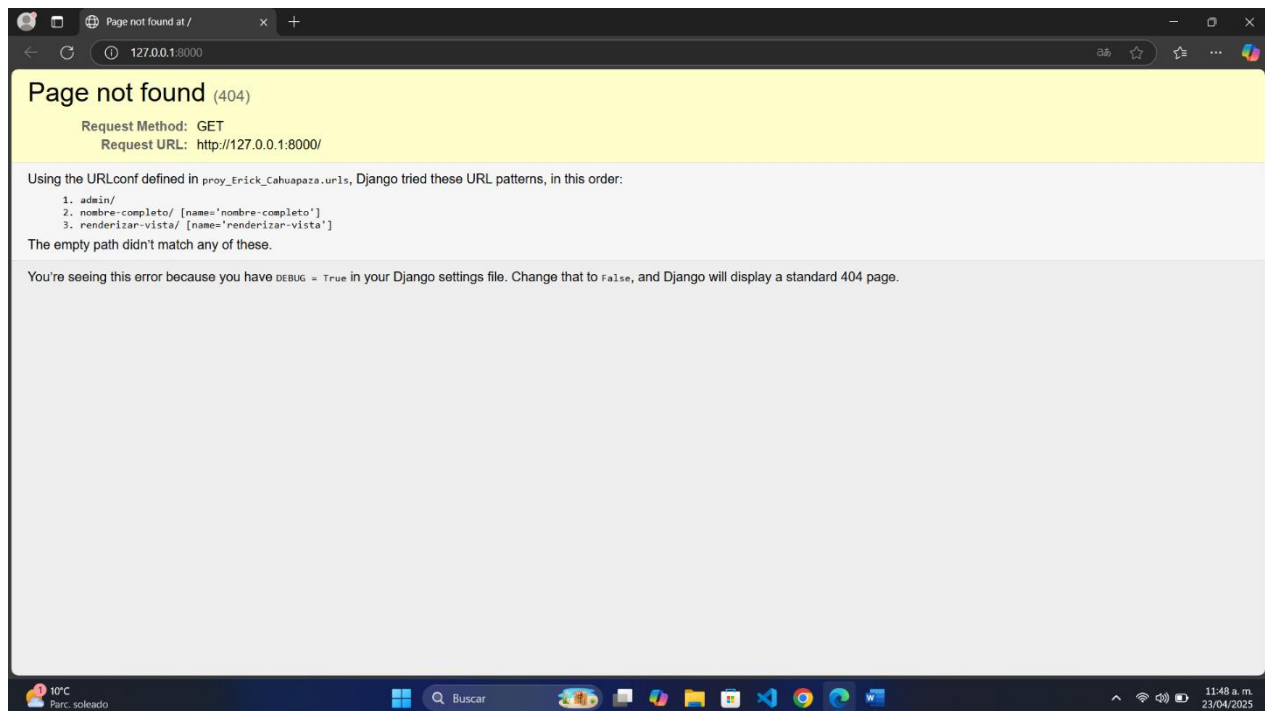 Page not found at /
127.0.0.1:8000
Page not found (404)
Request Method: GET
Request URL: http://127.0.0.1:8000/
Using the URLconf defined in proy_Erick_Cahuapaza.urls, Django tried these URL patterns, in this order:
1. admin/
2. nombre-completo/ [name='nombre-completo']
3. renderizar-vista/ [name='renderizar-vista']
The empty path didn't match any of these.
You're seeing this error because you have DEBUG = True in your Django settings file. Change that to False, and Django will display a standard 404 page.
1
10°C
Parc. soleado
Buscar
11:48 a. m.
23/04/2025